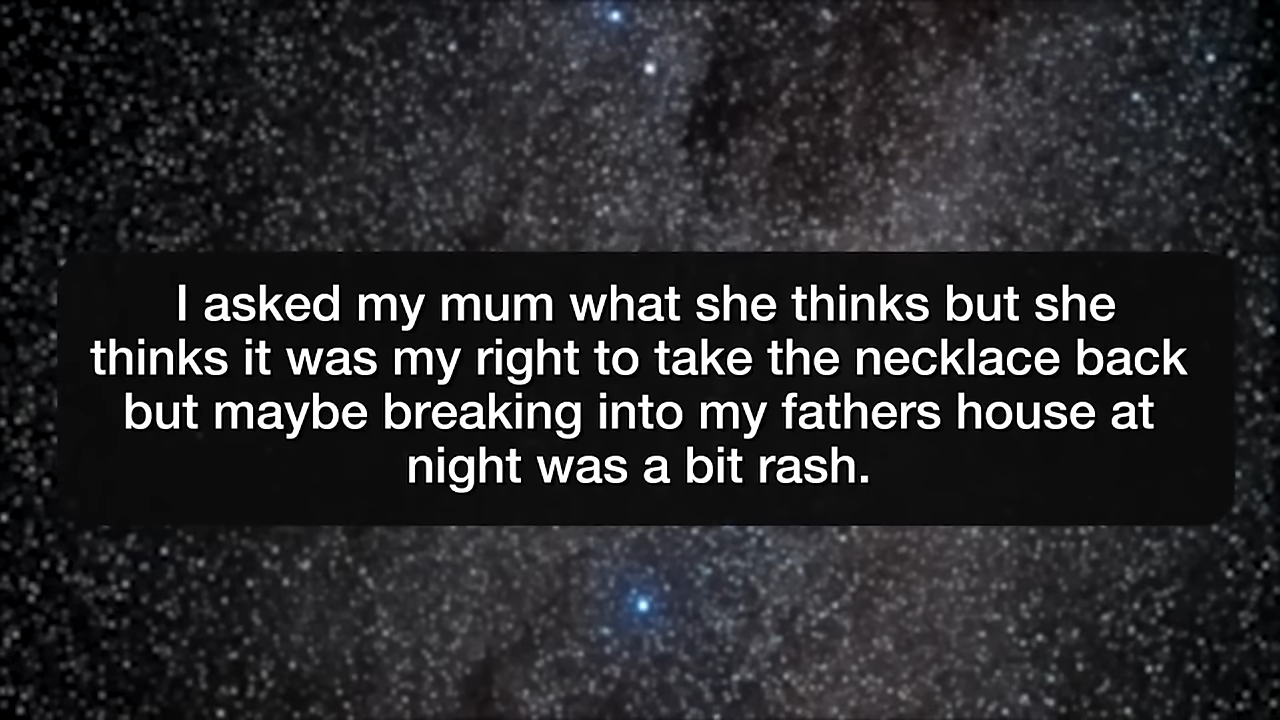 I asked my mum what she thinks but she
thinks it was my right to take the necklace back
but maybe breaking into my fathers house at
night was a bit rash.